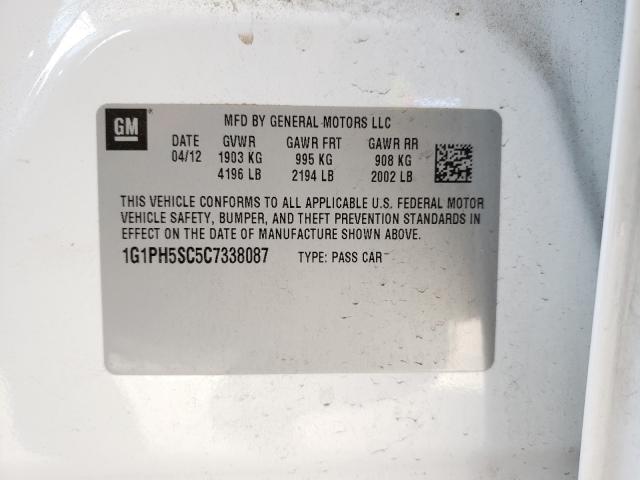 GM
MFD BY GENERAL MOTORS LLC
DATE GVWR GAWR FRT GAWR RR
04/12 1903 KG 995 KG 908 KG
4196 LB 2194 LB 2002 LB
THIS VEHICLE CONFORMS TO ALL APPLICABLE U.S. FEDERAL MOTOR
VEHICLE SAFETY, BUMPER, AND THEFT PREVENTION STANDARDS IN
EFFECT ON THE DATE OF MANUFACTURE SHOWN ABOVE.
1G1PH5SC5C7338087 TYPE: PASS CAR